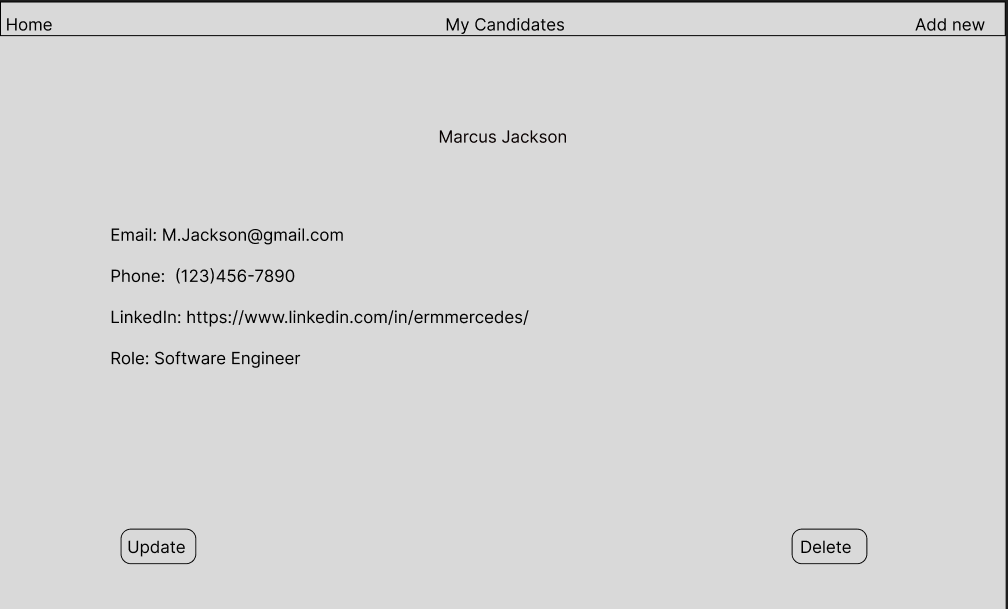 Home My Candidates Add new
Marcus Jackson
Email: M.Jackson@gmail.com
Phone:  (123)456-7890
LinkedIn: https://www.linkedin.com/in/ermmercedes/
Role: Software Engineer
Update Delete